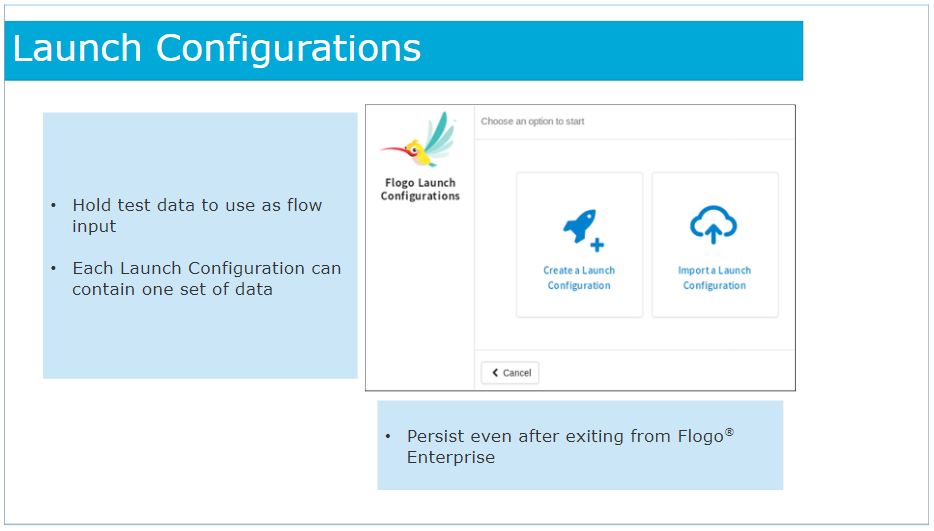 Launch Configurations
• Hold test data to use as flow
input
• Each Launch Configuration can
contain one set of data
Flogo Launch
Configurations
Choose an option to start
Create a Launch
Configuration
Import a Launch
Configuration
Cancel
• Persist even after exiting from Flogo®
Enterprise